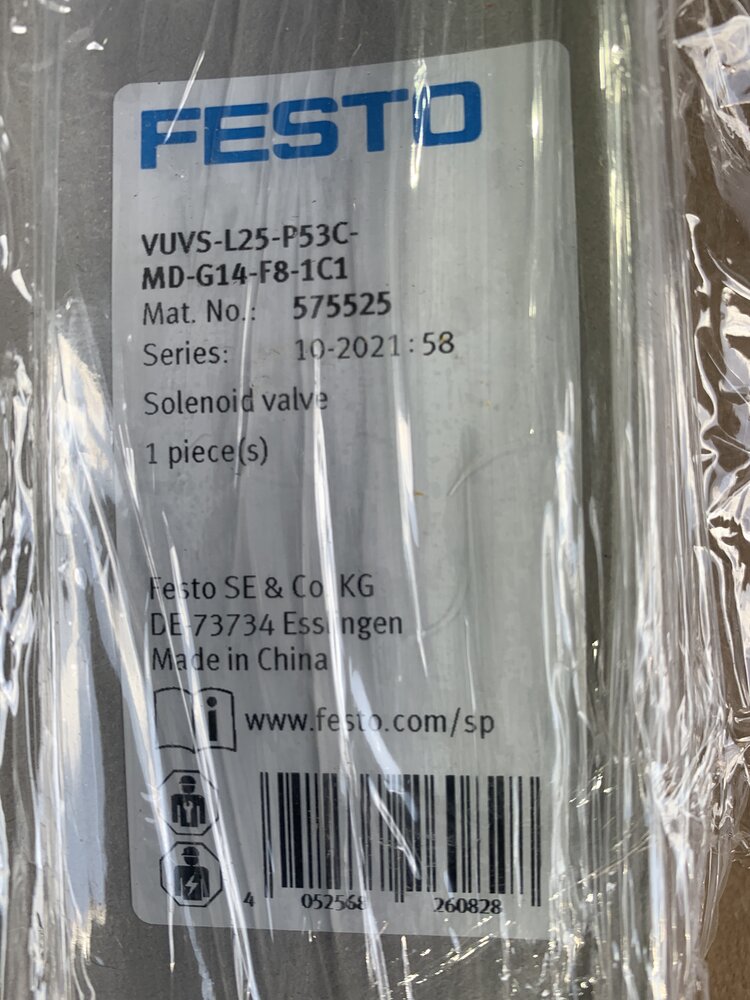 FESTO
VUVS-L25-P53C-
MD-G14-F8-1C1
Mat. No.: 575525
Series: 10-2021:58
Solenoid valve
1 piece(s)
Festo SE & Co. KG
DE-73734 Esslingen
Made in China
www.festo.com/sp
4 052568 260828